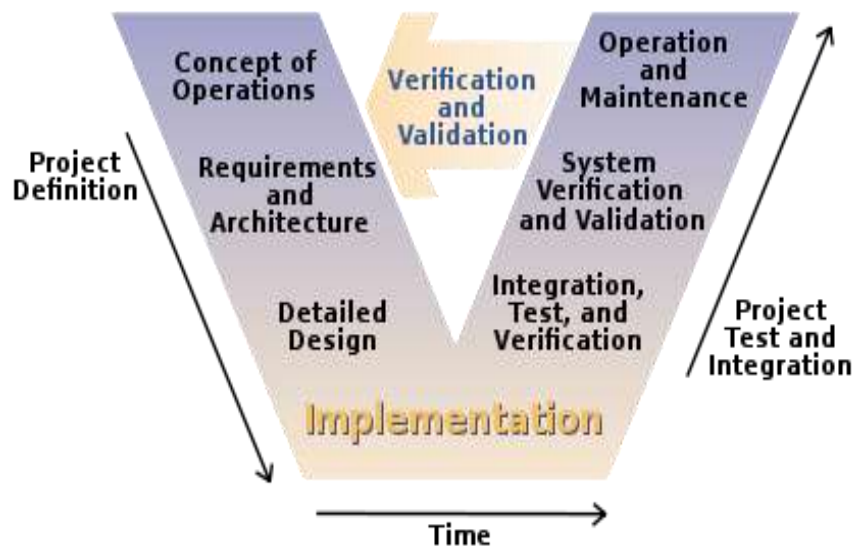 Concept of
Operations
Verification
and
Validation
Operation
and
Maintenance
Project
Definition
Requirements
and
Architecture
System
Verification
and Validation
Detailed
Design
Integration,
Test, and
Verification
Project
Test and
Integration
Implementation
Time